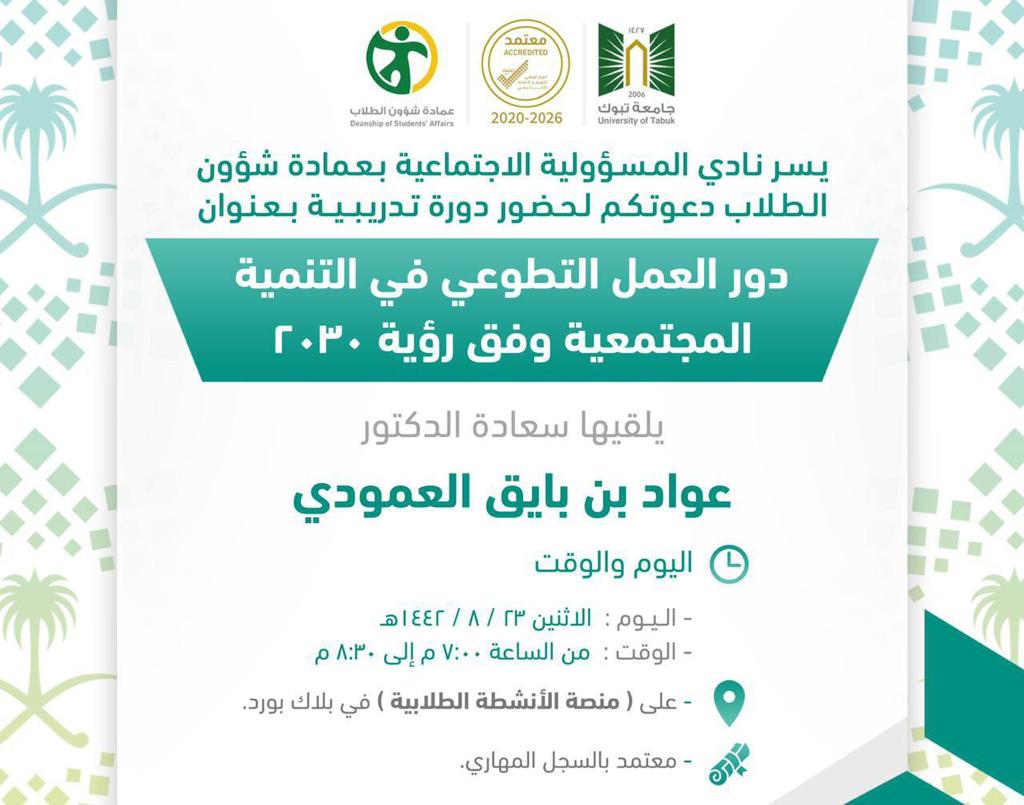 ١٤٢٧
2006
جامعة تبوك
University of Tabuk
معتمد
ACCREDITED
2020-2026
عمادة شؤون الطلاب
Deanship of Students' Affairs
يسر نادي المسؤولية الاجتماعية بعمادة شؤون
الطلاب دعوتكم لحضور دورة تدريبية بعنوان
دور العمل التطوعي في التنمية
المجتمعية وفق رؤية ٢٠٣٠
يلقيها سعادة الدكتور
عواد بن بايق العمودي
اليوم والوقت
- اليوم : الاثنين ٢٣ / ٨ / ١٤٤٢هـ
- الوقت : من الساعة ٧:٠٠ م إلى ٨:٣٠ م
- على ( منصة الأنشطة الطلابية ) في بلاك بورد.
- معتمد بالسجل المهاري.